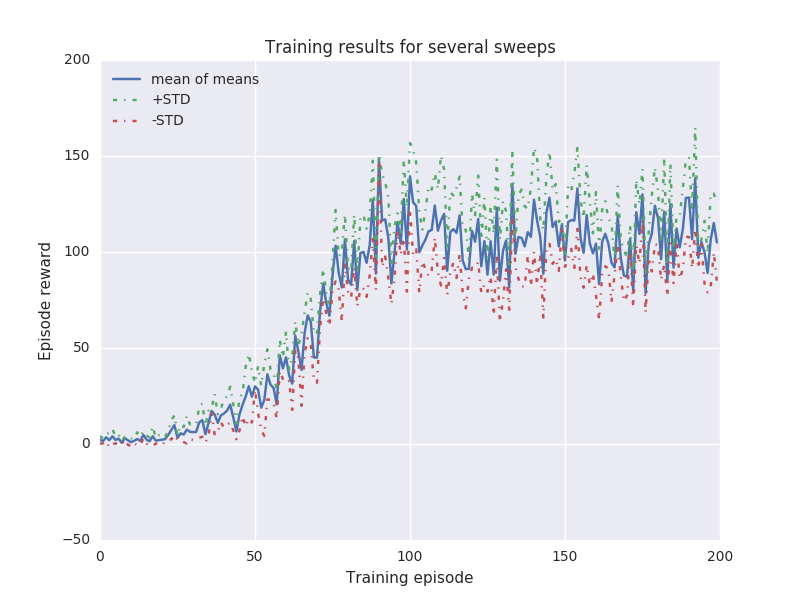 Training results for several sweeps
200
150
100
50
0
−50
mean of means
+STD
-STD
Episode reward
0 50 100 150 200
Training episode